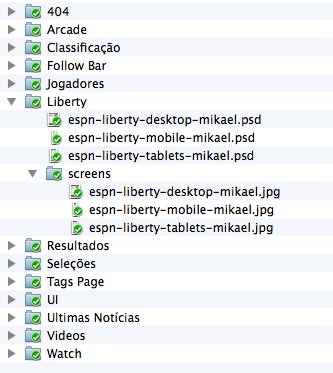 404
Arcade
Classificação
Follow Bar
Jogadores
Liberty
espn-liberty-desktop-mikael.psd
espn-liberty-mobile-mikael.psd
espn-liberty-tablets-mikael.psd
screens
espn-liberty-desktop-mikael.jpg
espn-liberty-mobile-mikael.jpg
espn-liberty-tablets-mikael.jpg
Resultados
Seleções
Tags Page
UI
Ultimas Notícias
Videos
Watch